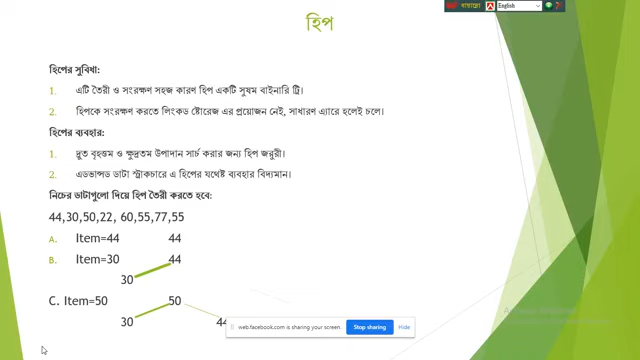 বায়ান্নো English
হিপ
হিপের সুবিধা:
1. এটি তৈরী ও সংরক্ষণ সহজ কারণ হিপ একটি সুষম বাইনারি ট্রি।
2. হিপকে সংরক্ষণ করতে লিংকড ষ্টোরেজ এর প্রয়োজন নেই, সাধারণ এ্যারে হলেই চলে।
হিপের ব্যবহার:
1. দ্রুত বৃহত্তম ও ক্ষুদ্রতম উপাদান সার্চ করার জন্য হিপ জরুরী।
2. এডভান্সড ডাটা স্ট্রাকচারে এ হিপের যথেষ্ট ব্যবহার বিদ্যমান।
নিচের ডাটাগুলো দিয়ে হিপ তৈরী করতে হবে:
44,30,50,22, 60,55,77,55
A. Item=44 44
B. Item=30 44
30
C. Item=50 50
30 44
web.facebook.com is sharing your screen. Stop sharing Hide